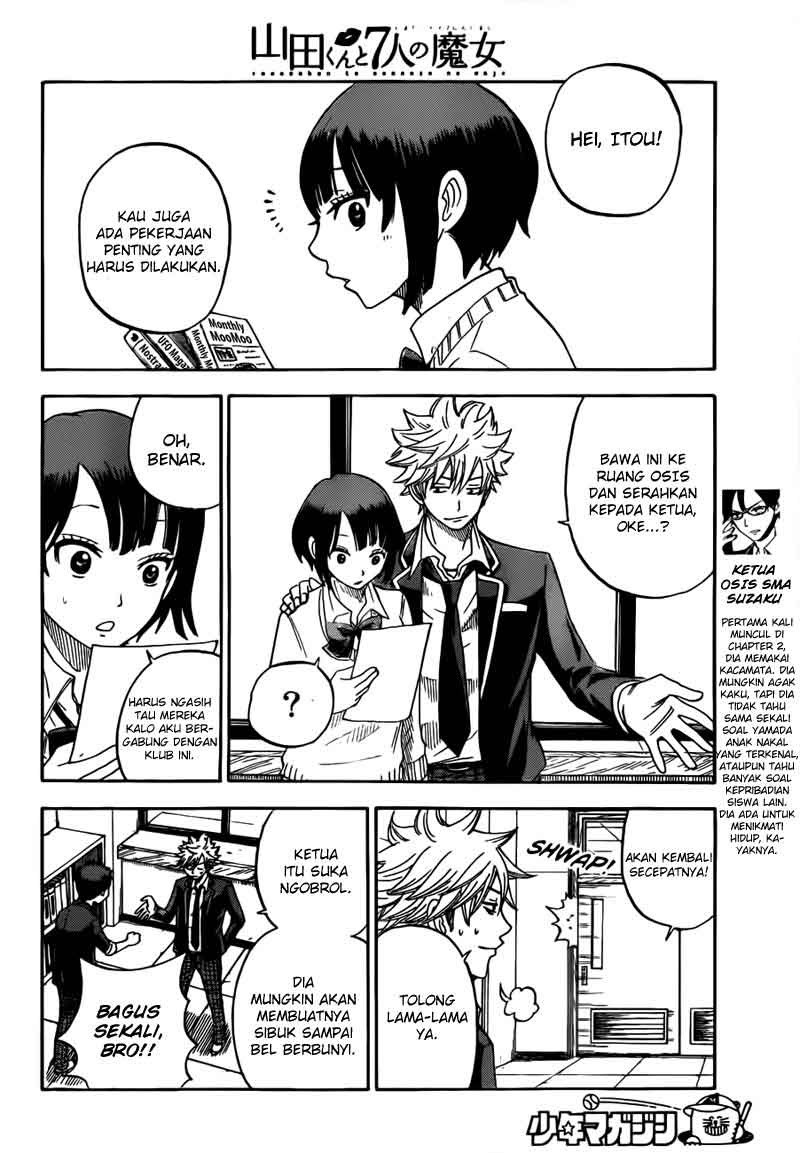 山田くんと7人の魔女
HEI, ITOU!
KAU JUGA
ADA PEKERJAAN
PENTING YANG
HARUS DILAKUKAN.
Monthly
MooMoo
Monthly
UFO Magaz
Nostra
BAWA INI KE
RUANG OSIS
DAN SERAHKAN
KEPADA KETUA,
OKE...?
?
OH,
BENAR.
HARUS NGASIH
TAU MEREKA
KALO AKU BER-
GABUNG DENGAN
KLUB INI.
KETUA
OSIS SMA
SUZAKU
PERTAMA KALI
MUNCUL DI
CHAPTER 2,
DIA MEMAKAI
KACAMATA. DIA
MUNGKIN AGAK
KAKU, TAPI DIA
TIDAK TAHU
SAMA SEKALI
SOAL YAMADA
ANAK NAKAL
YANG TERKENAL,
ATAUPUN TAHU
BANYAK SOAL
KEPRIBADIAN
SISWA LAIN.
DIA ADA UNTUK
MENIKMATI
HIDUP, KA-
YAKNYA.
AKAN KEMBALI
SECEPATNYA!
SHWAP!
TOLONG
LAMA-LAMA
YA.
KETUA
ITU SUKA
NGOBROL.
DIA
MUNGKIN AKAN
MEMBUATNYA
SIBUK SAMPAI
BEL BERBUNYI.
BAGUS
SEKALI,
BRO!!
少年マガジン